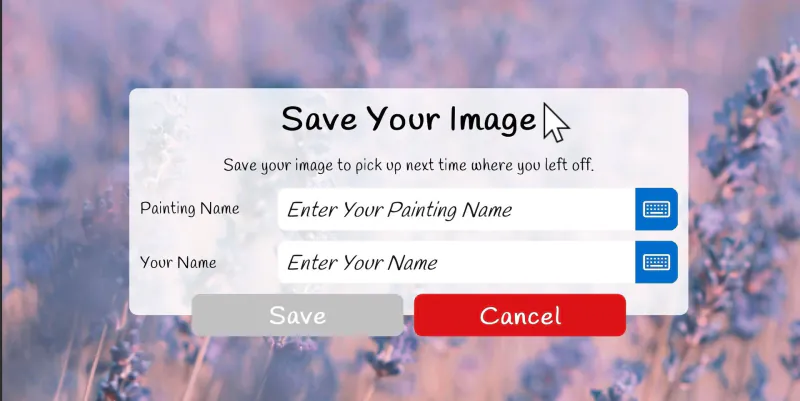 Save Your Image
Save your image to pick up next time where you left off.
Painting Name
Enter Your Painting Name
Your Name
Enter Your Name
Save
Cancel